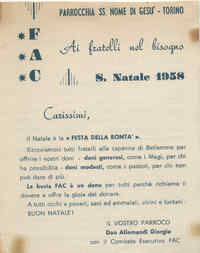 PARROCCHIA SS. NOME DI GESU' - TORINO
* F
* A
* C
Ai fratelli nel bisogno
S. Natale 1958
Carissimi,
Il Natale è la « FESTA DELLA BONTA' ».
Ritroviamoci tutti fratelli alla capanna di Betlemme per
offrire i nostri doni - doni generosi, come i Magi, per chi
ha possibilità - doni modesti, come i pastori, per chi non
può dare di più.
La busta FAC è un dono per tutti perchè richiama il
dovere e offre la gioia del donare.
A tutti ricchi e poveri, sani ed ammalati, vicini e lontani:
BUON NATALE!
IL VOSTRO PARROCO
Don Allemandi Giorgio
con il Comitato Esecutivo FAC